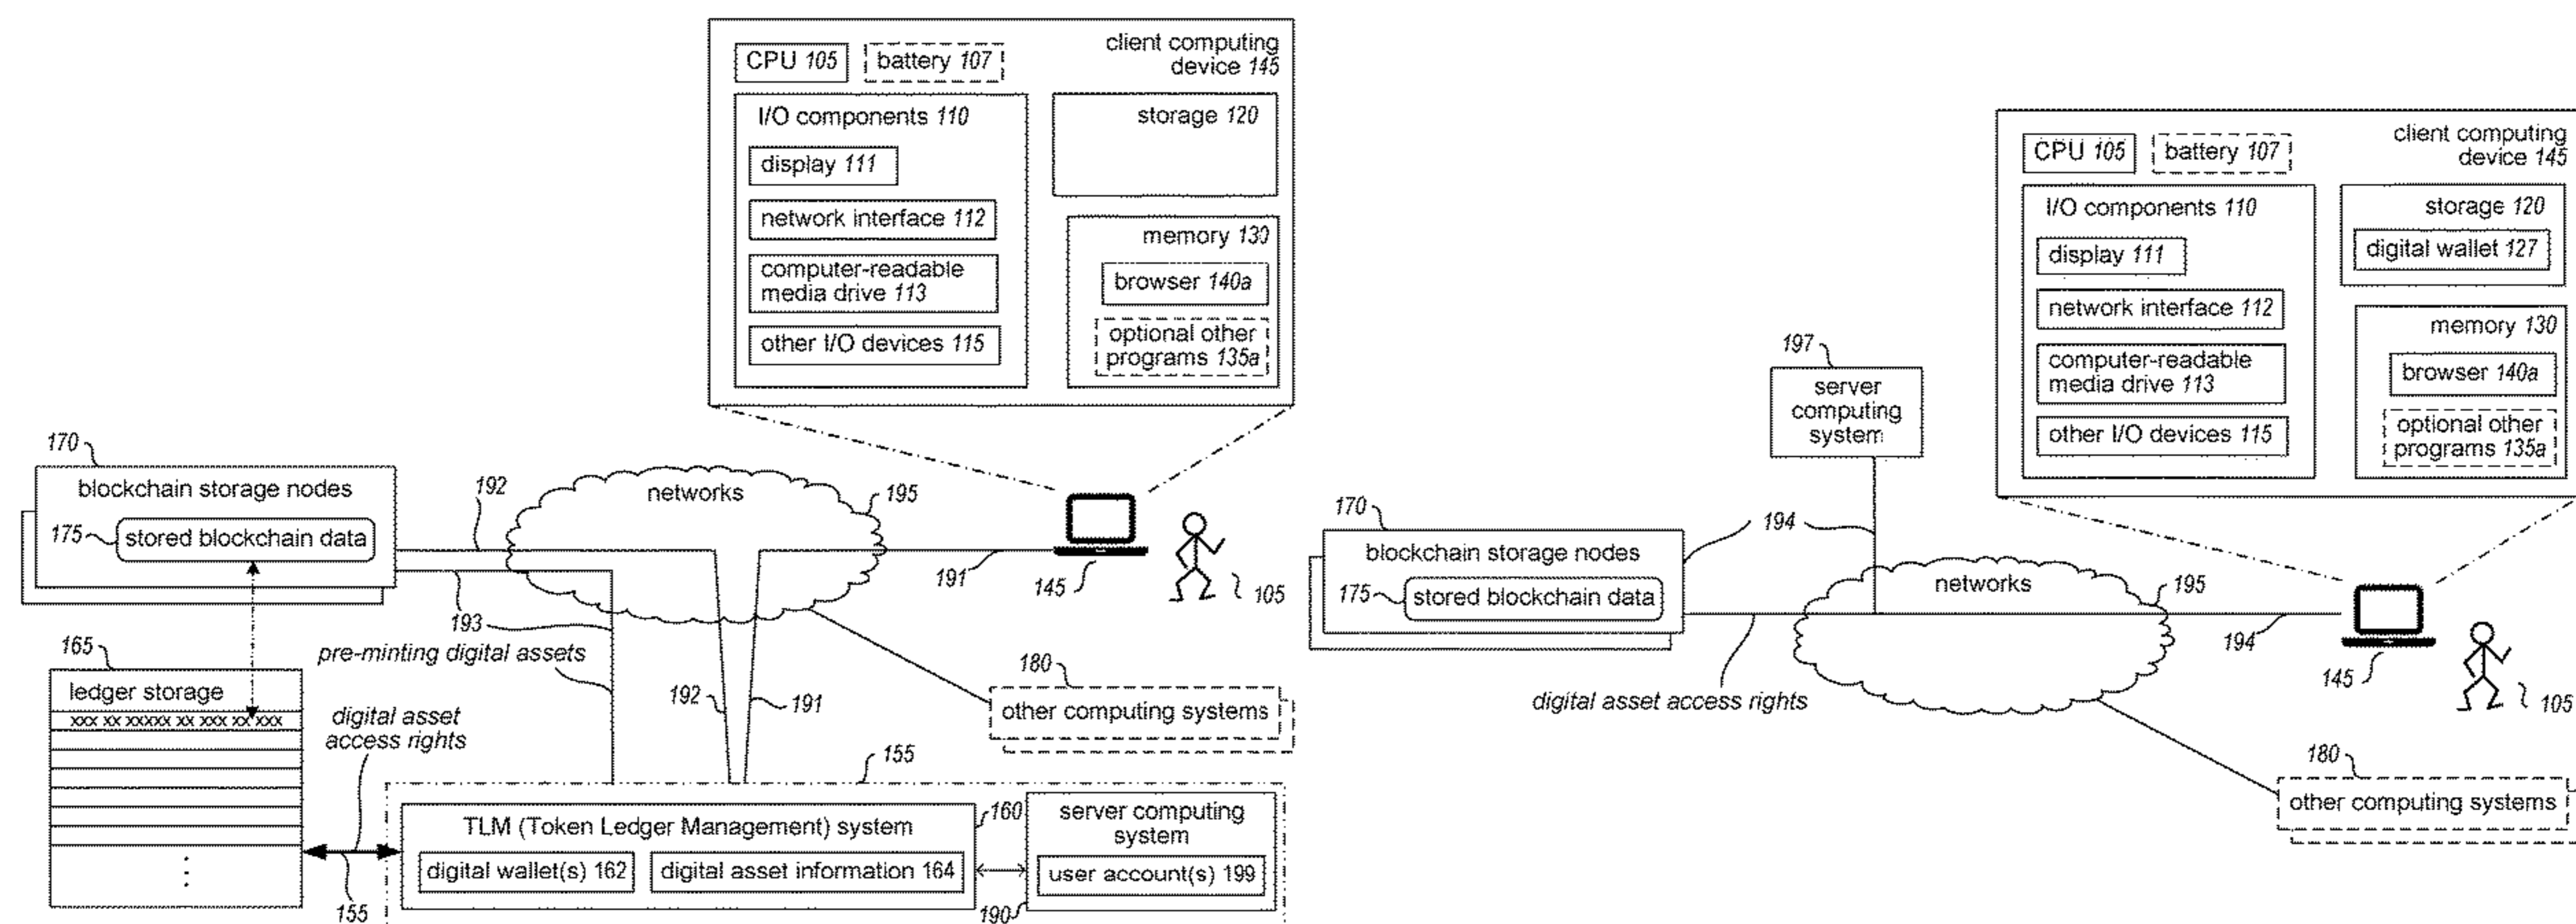 client computing
device 145
CPU 105
battery 107
I/O components 110
display 111
network interface 112
computer-readable
media drive 113
other I/O devices 115
storage 120
memory 130
browser 140a
optional other
programs 135a
170
blockchain storage nodes
175
stored blockchain data
192
networks
195
191
145
105
193
pre-minting digital assets
165
ledger storage
xxx xx xxxxx xx xxx xx xxx
digital asset
access rights
192
191
180
other computing systems
155
TLM (Token Ledger Management) system
160
digital wallet(s) 162
digital asset information 164
server computing
system
user account(s) 199
155
190
client computing
device 145
CPU 105
battery 107
I/O components 110
display 111
network interface 112
computer-readable
media drive 113
other I/O devices 115
storage 120
digital wallet 127
memory 130
browser 140a
optional other
programs 135a
197
server
computing
system
170
blockchain storage nodes
175
stored blockchain data
194
networks
195
194
145
105
digital asset access rights
180
other computing systems